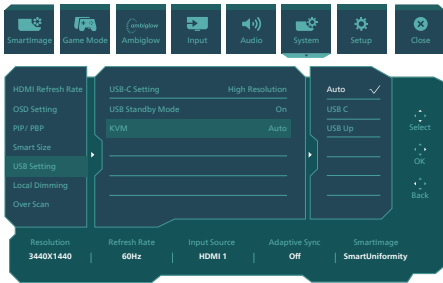 ambiglow
SmartImage Game Mode Ambiglow Input Audio System Setup Close
HDMI Refresh Rate USB-C Setting High Resolution Auto
OSD Setting USB Standby Mode On USB C
PIP/ PBP KVM Auto USB Up
Select
Smart Size
USB Setting
OK
Local Dimming
Back
Over Scan
Resolution Refresh Rate Input Source Adaptive Sync SmartImage
3440X1440 60Hz HDMI 1 Off SmartUniformity